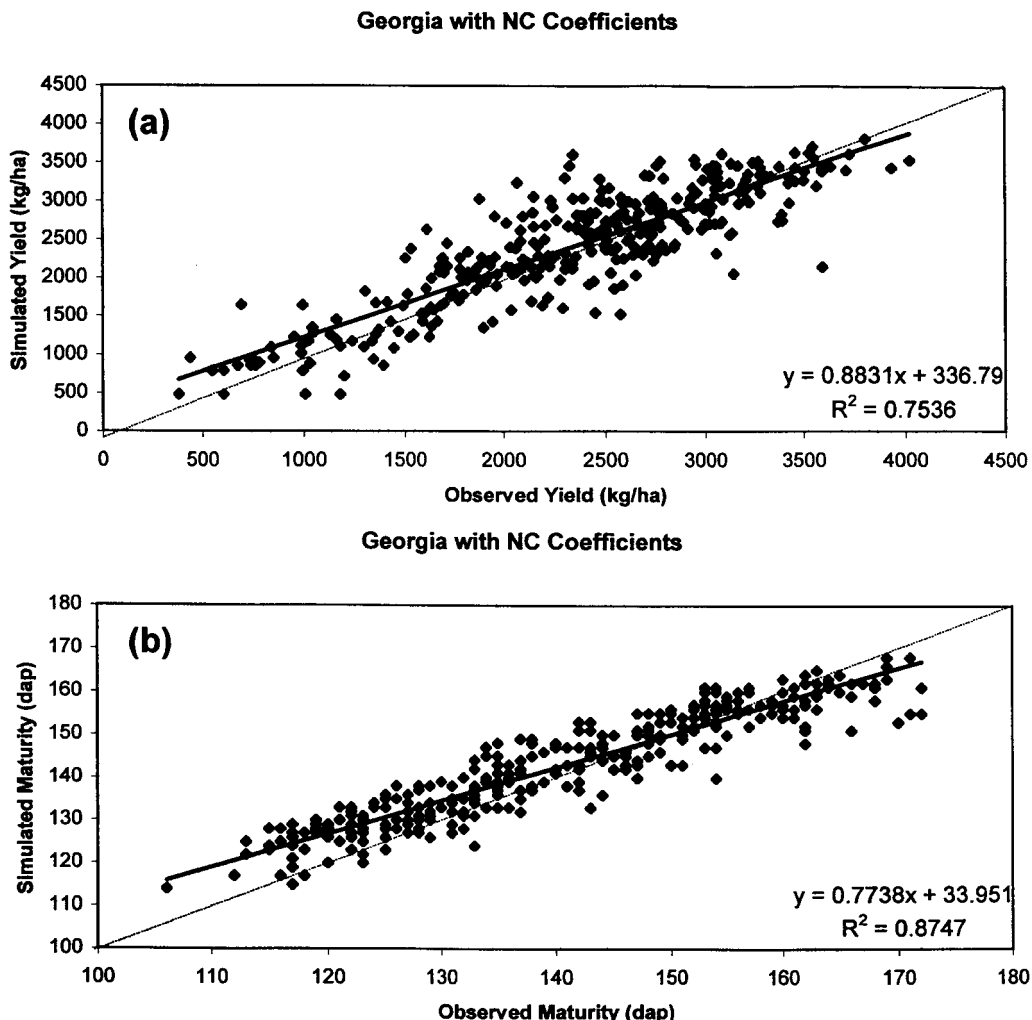 Georgia with NC Coefficients
(a)
Simulated Yield (kg/ha)
4500
4000
3500
3000
2500
2000
1500
1000
500
0
y = 0.8831x + 336.79
R² = 0.7536
0 500 1000 1500 2000 2500 3000 3500 4000 4500
Observed Yield (kg/ha)
Georgia with NC Coefficients
(b)
Simulated Maturity (dap)
180
170
160
150
140
130
120
110
100
y = 0.7738x + 33.951
R² = 0.8747
100 110 120 130 140 150 160 170 180
Observed Maturity (dap)